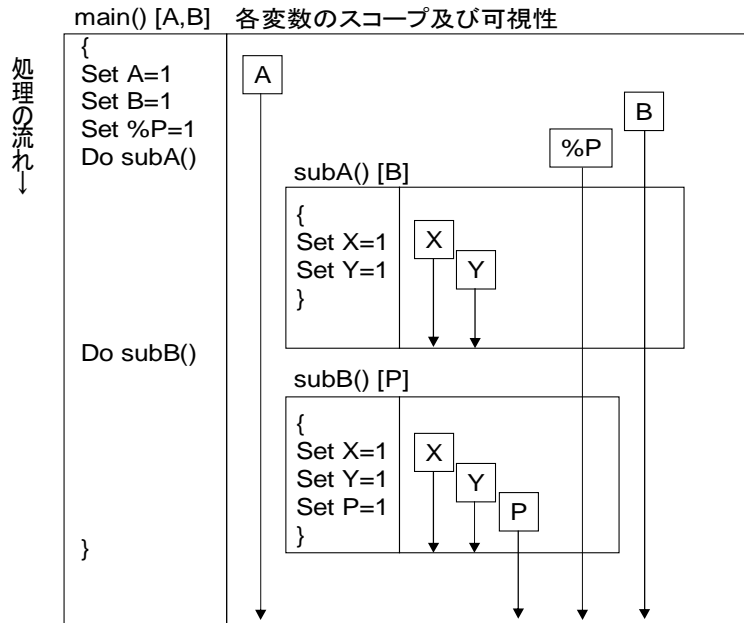 main() [A,B] 各変数のスコープ及び可視性
処理の流れ→
{
Set A=1
Set B=1
Set %P=1
Do subA()
A
B
%P
subA() [B]
{
Set X=1
Set Y=1
}
X
Y
Do subB()
subB() [P]
{
Set X=1
Set Y=1
Set P=1
}
X
Y
P
}